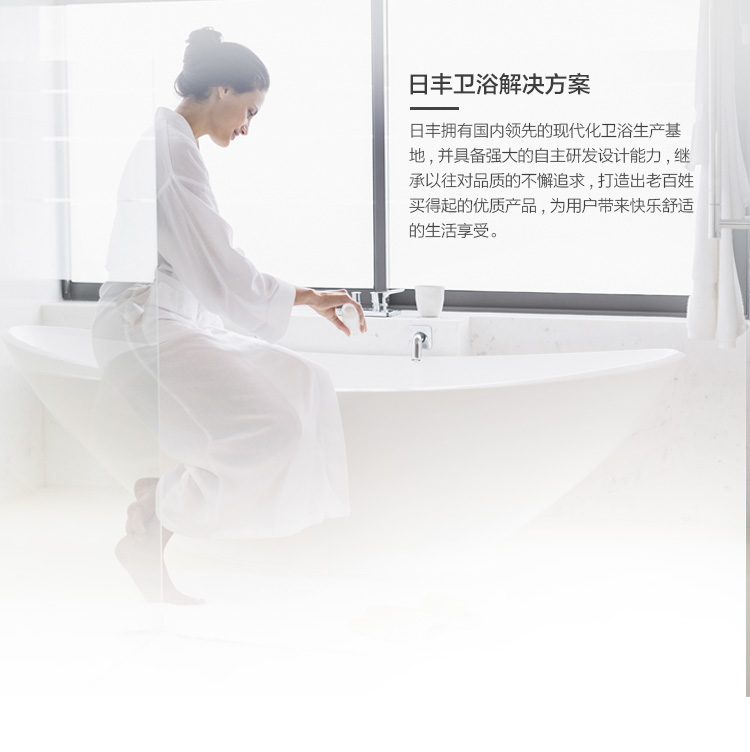 日丰卫浴解决方案
日丰拥有国内领先的现代化卫浴生产基
地，并具备强大的自主研发设计能力，继
承以往对品质的不懈追求，打造出老百姓
买得起的优质产品，为用户带来快乐舒适
的生活享受。